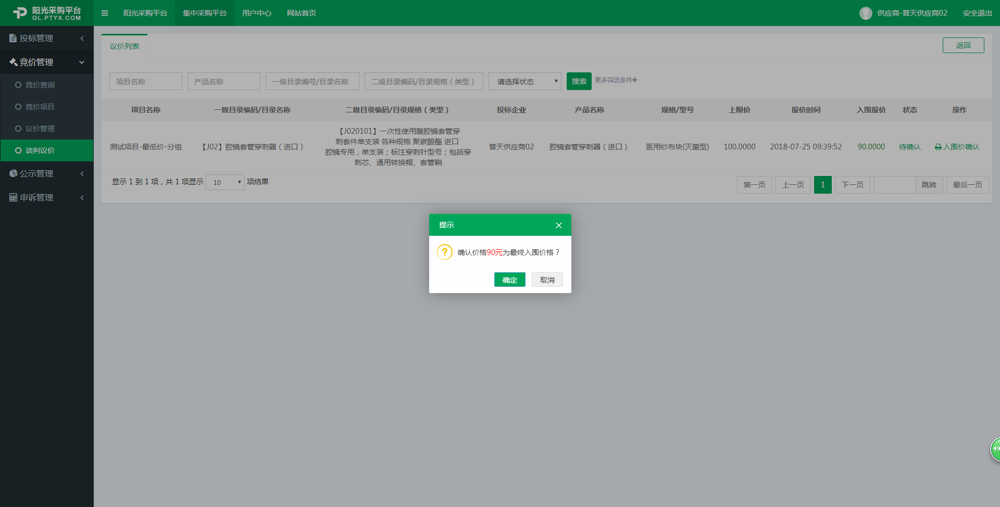 阳光采购平台
GL.PTYX.COM
阳光采购平台
集中采购平台
用户中心
网站首页
供应商-普天供应商02
安全退出
投标管理
竞价管理
竞价查询
竞价项目
议价管理
谈判议价
公示管理
申诉管理
议价列表
返回
项目名称
产品名称
一级目录编号/目录名称
二级目录编码/目录规格（类型）
请选择状态
搜索
更多筛选条件
项目名称
一级目录编码/目录名称
二级目录编码/目录规格（类型）
投标企业
产品名称
规格/型号
上限价
报价时间
入围报价
状态
操作
测试项目-最低价-分组
【J02】腔镜套管穿刺器（进口）
【J020101】一次性使用腹腔镜套管穿
刺套件单支装 各种规格 聚碳酸酯 进口
腔镜专用，单支装；标注穿刺针型号；包括穿
刺芯、通用转换帽、套管鞘
普天供应商02
腔镜套管穿刺器（进口）
医用纱布块(灭菌型)
100.0000
2018-07-25 09:39:52
90.0000
待确认
入围价确认
显示 1 到 1 项，共 1 项显示
10
项结果
第一页
上一页
1
下一页
跳转
最后一页
提示
确认价格90元为最终入围价格？
确定
取消